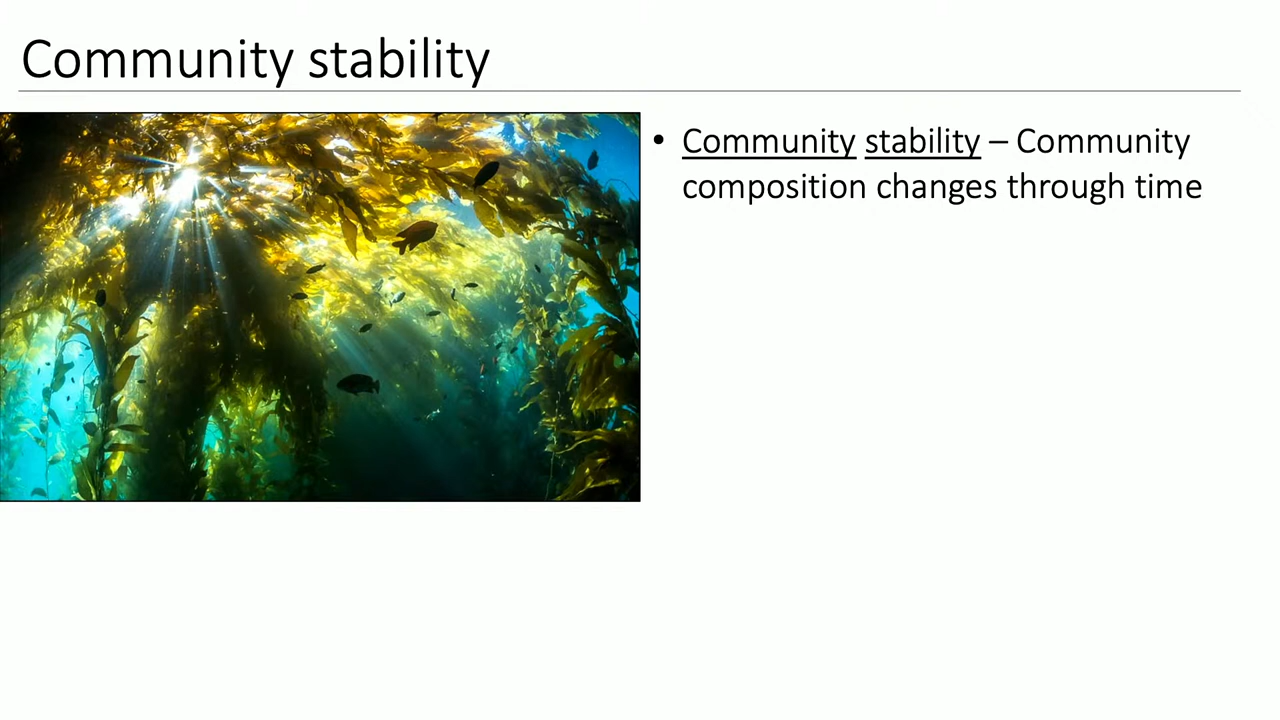 Community stability
• Community stability – Community
composition changes through time